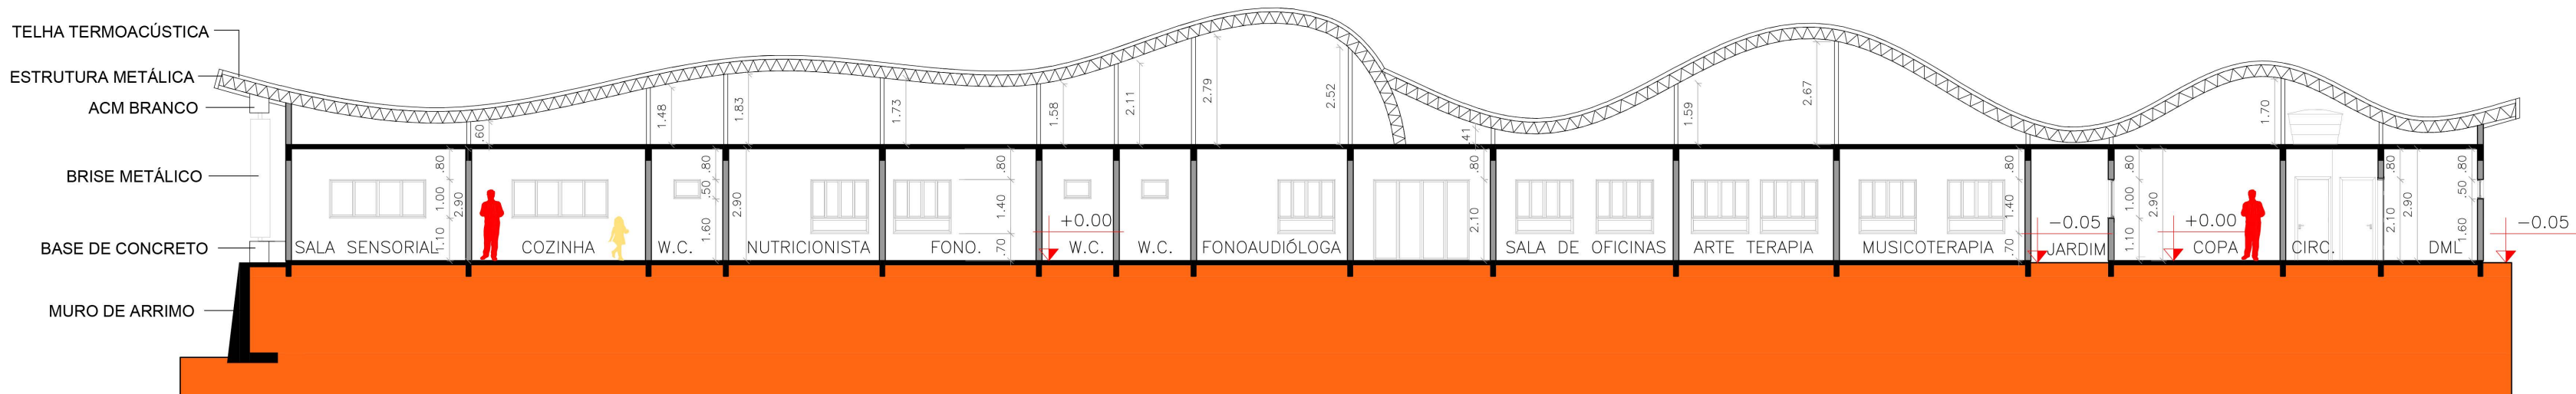 TELHA TERMOACÚSTICA
ESTRUTURA METÁLICA
ACM BRANCO
BRISE METÁLICO
BASE DE CONCRETO
MURO DE ARRIMO
.60
1.48
1.83
1.73
1.58
2.11
2.79
2.52
.41
1.59
2.67
1.70
.80
1.00
1.10
2.90
.80
.50
1.60
2.90
.80
1.40
.70
+0.00
.80
2.10
.80
1.40
.70
-0.05
.80
1.00
1.10
2.90
+0.00
.80
2.10
2.90
.80
.50
1.60
-0.05
SALA SENSORIAL
COZINHA
W.C.
NUTRICIONISTA
FONO.
W.C.
W.C.
FONOAUDIÓLOGA
SALA DE OFICINAS
ARTE TERAPIA
MUSICOTERAPIA
JARDIM
COPA
CIRC.
DML